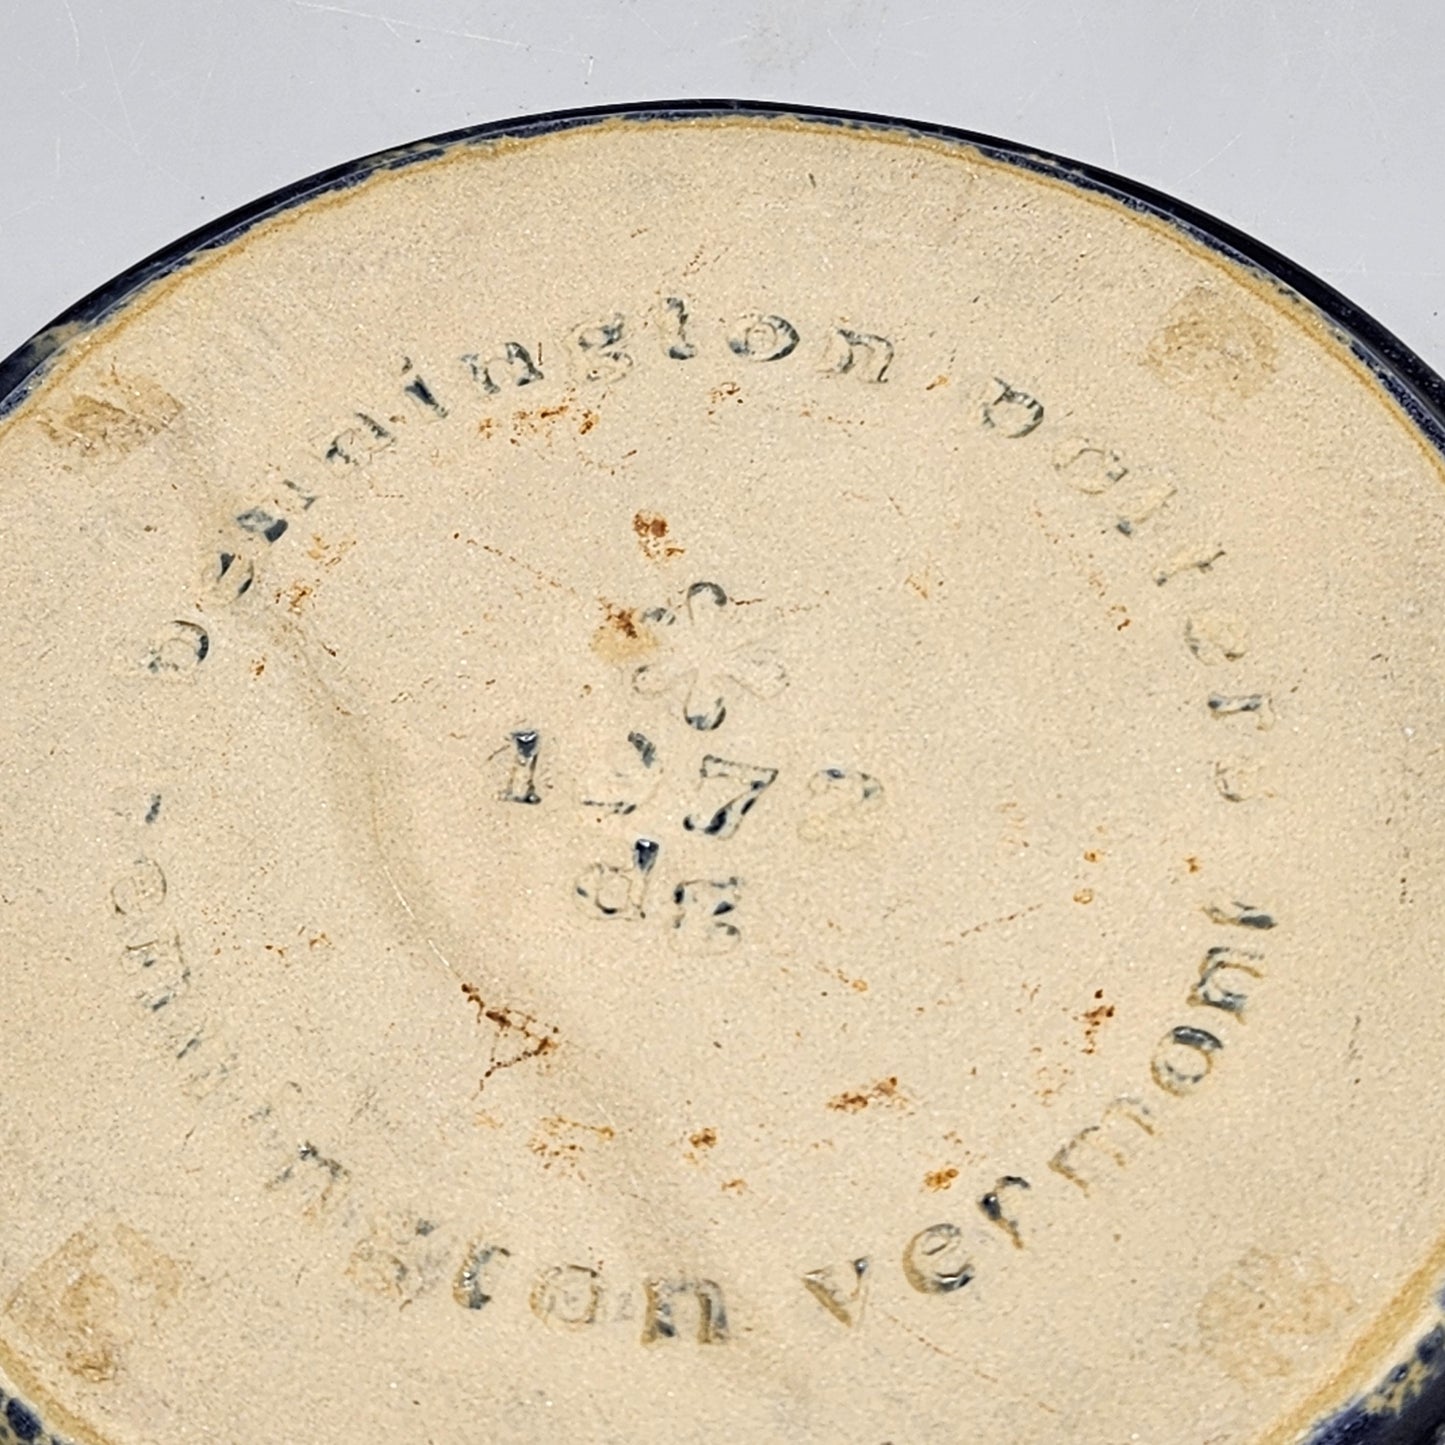 bennington potters
bennington vermont
1972
dg